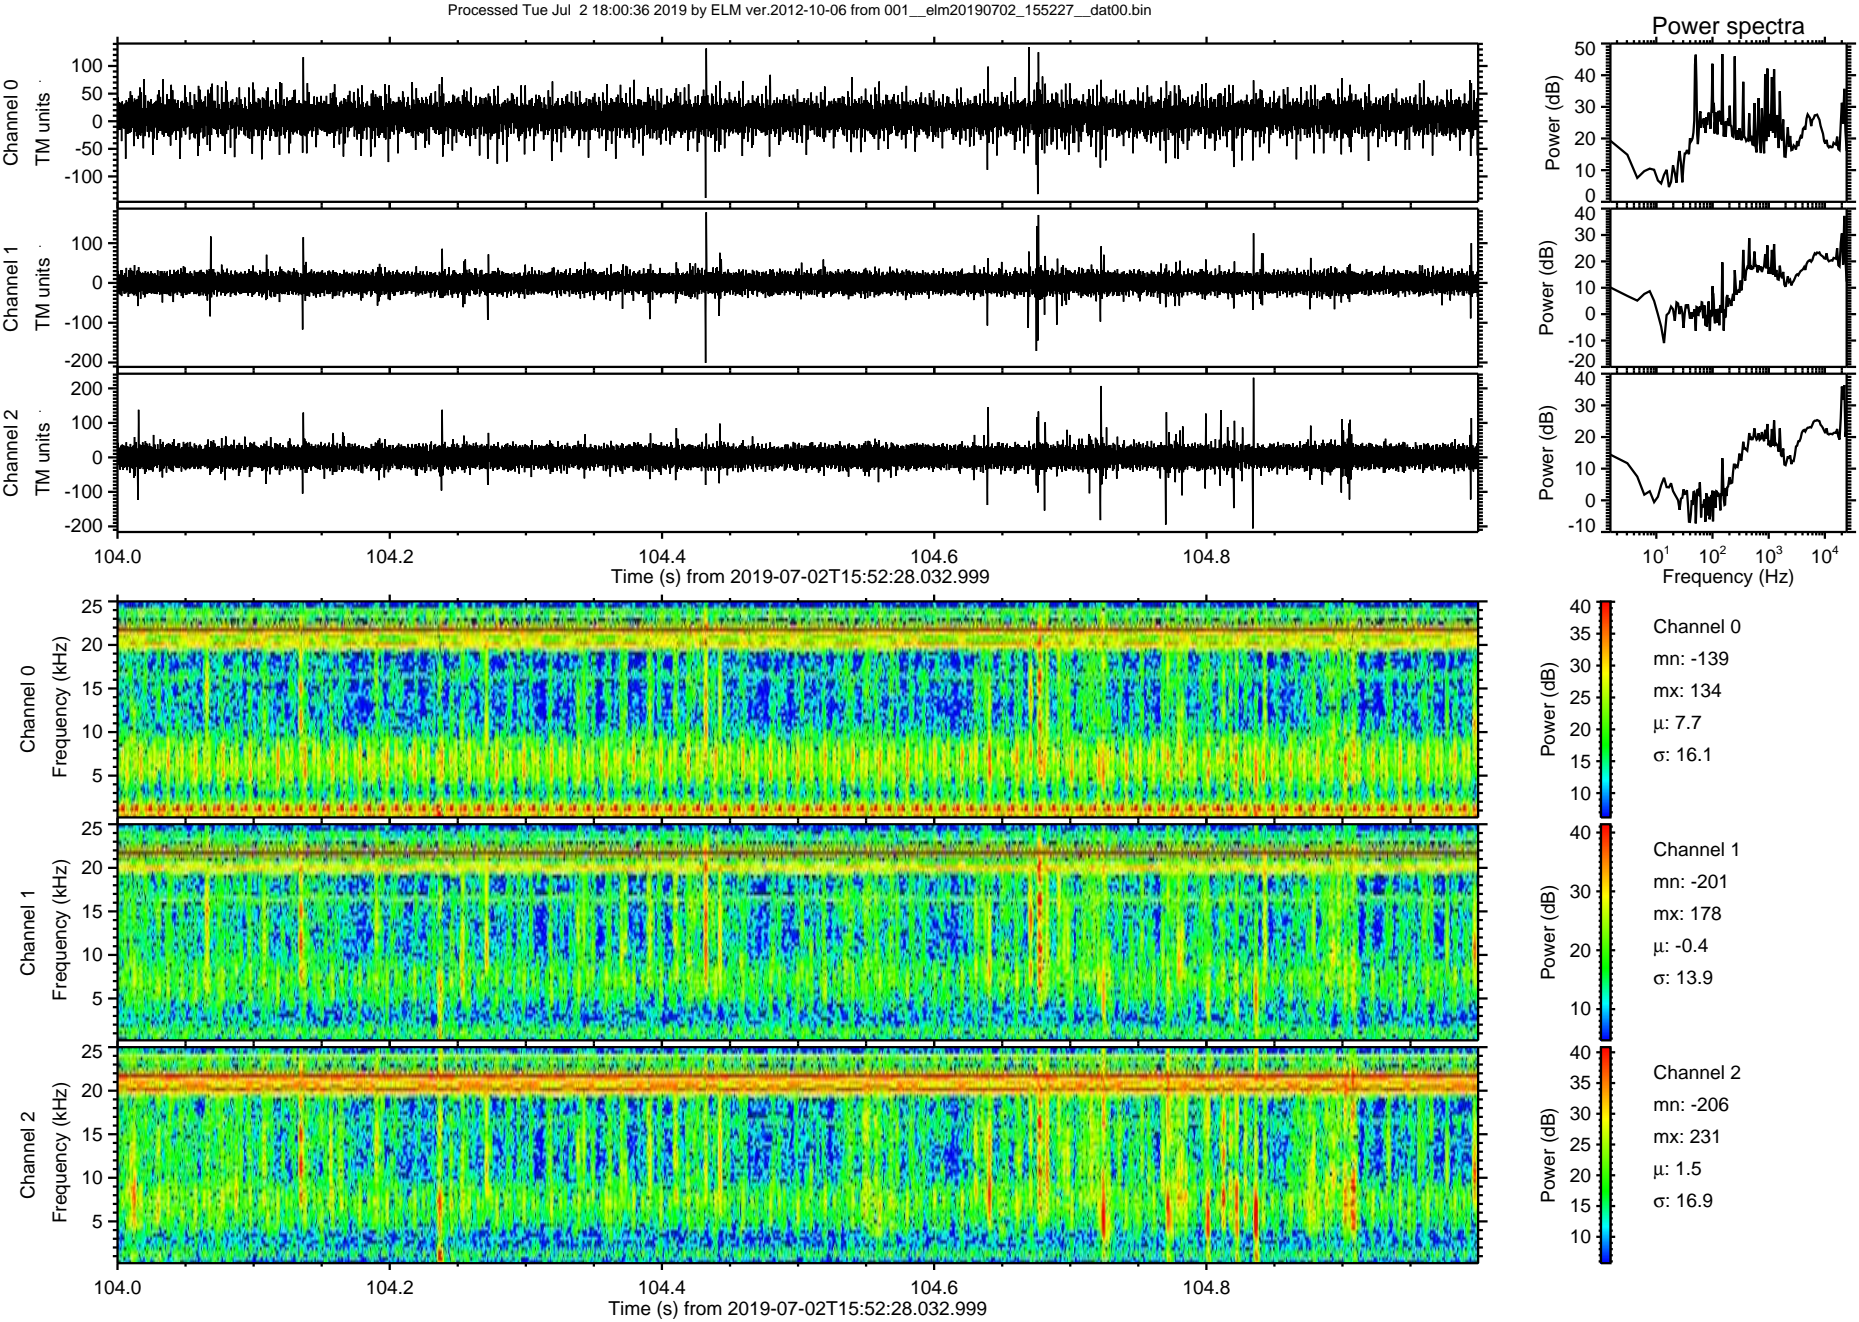 Processed Tue Jul  2 18:00:36 2019 by ELM ver.2012-10-06 from 001__elm20190702_155227__dat00.bin
Power spectra
Channel 0
TM units
100
50
0
-50
-100
Power (dB)
50
40
30
20
10
0
Channel 1
TM units
100
0
-100
-200
Power (dB)
40
30
20
10
0
-10
-20
Channel 2
TM units
200
100
0
-100
-200
Power (dB)
40
30
20
10
0
-10
104.0 104.2 104.4 104.6 104.8
Time (s) from 2019-07-02T15:52:28.032.999
10¹ 10² 10³ 10⁴
Frequency (Hz)
Channel 0
Frequency (kHz)
25
20
15
10
5
Power (dB)
40
35
30
25
20
15
10
Channel 0
mn: -139
mx: 134
μ: 7.7
σ: 16.1
Channel 1
Frequency (kHz)
25
20
15
10
5
Power (dB)
40
30
20
10
Channel 1
mn: -201
mx: 178
μ: -0.4
σ: 13.9
Channel 2
Frequency (kHz)
25
20
15
10
5
Power (dB)
40
35
30
25
20
15
10
Channel 2
mn: -206
mx: 231
μ: 1.5
σ: 16.9
104.0 104.2 104.4 104.6 104.8
Time (s) from 2019-07-02T15:52:28.032.999